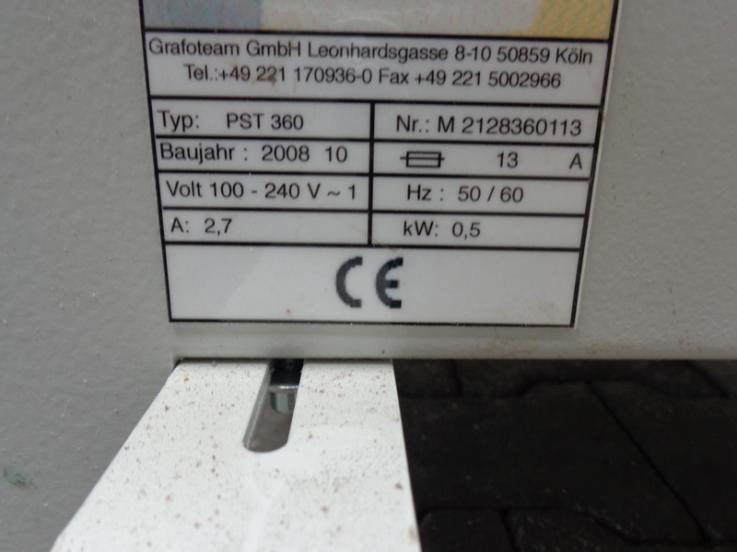 Grafoteam GmbH Leonhardsgasse 8-10 50859 Köln
Tel.:+49 221 170936-0 Fax +49 221 5002966
Typ: PST 360 Nr.: M 2128360113
Baujahr : 2008 10 13 A
Volt 100 - 240 V ~ 1 Hz : 50 / 60
A: 2,7 kW: 0,5
CE